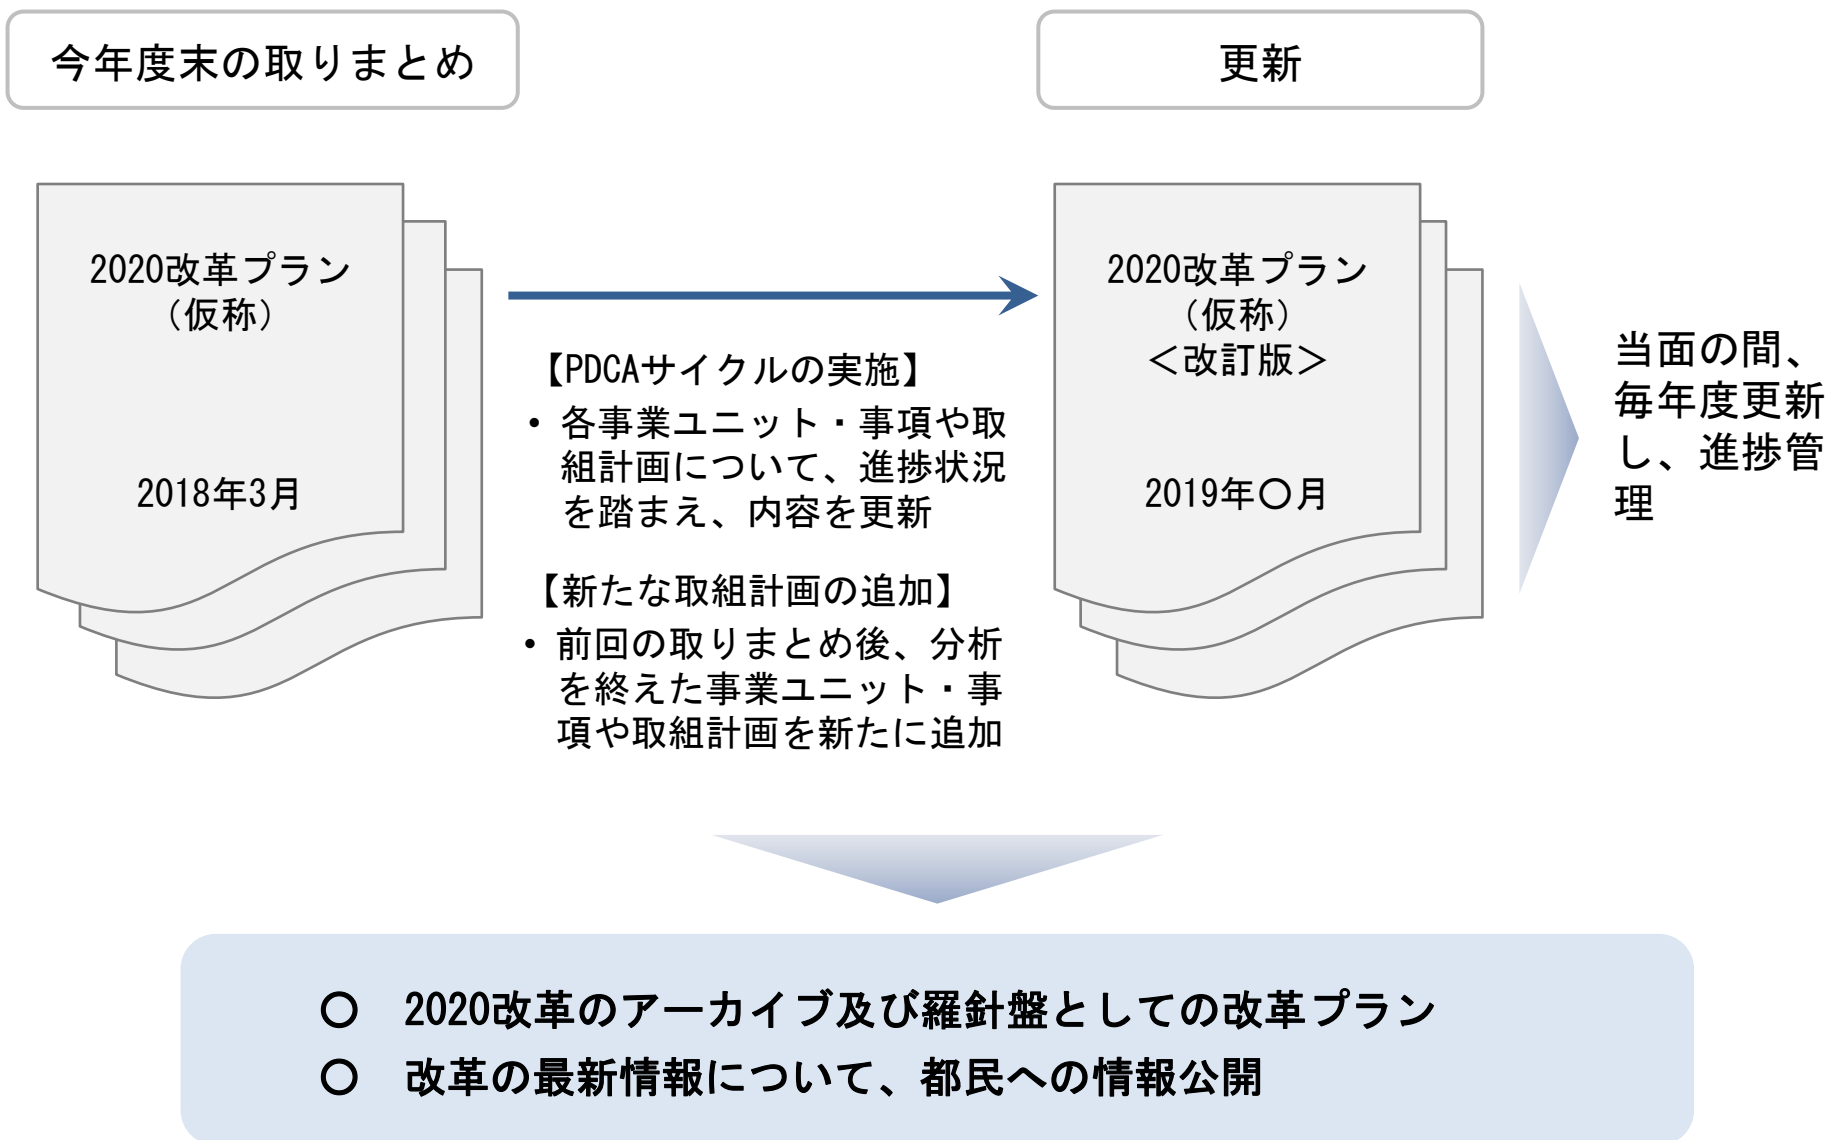 今年度末の取りまとめ
更新
2020改革プラン
（仮称）
2018年3月
【PDCAサイクルの実施】
• 各事業ユニット・事項や取
組計画について、進捗状況
を踏まえ、内容を更新
【新たな取組計画の追加】
• 前回の取りまとめ後、分析
を終えた事業ユニット・事
項や取組計画を新たに追加
2020改革プラン
（仮称）
＜改訂版＞
2019年〇月
当面の間、
毎年度更新
し、進捗管
理
〇　2020改革のアーカイブ及び羅針盤としての改革プラン
〇　改革の最新情報について、都民への情報公開